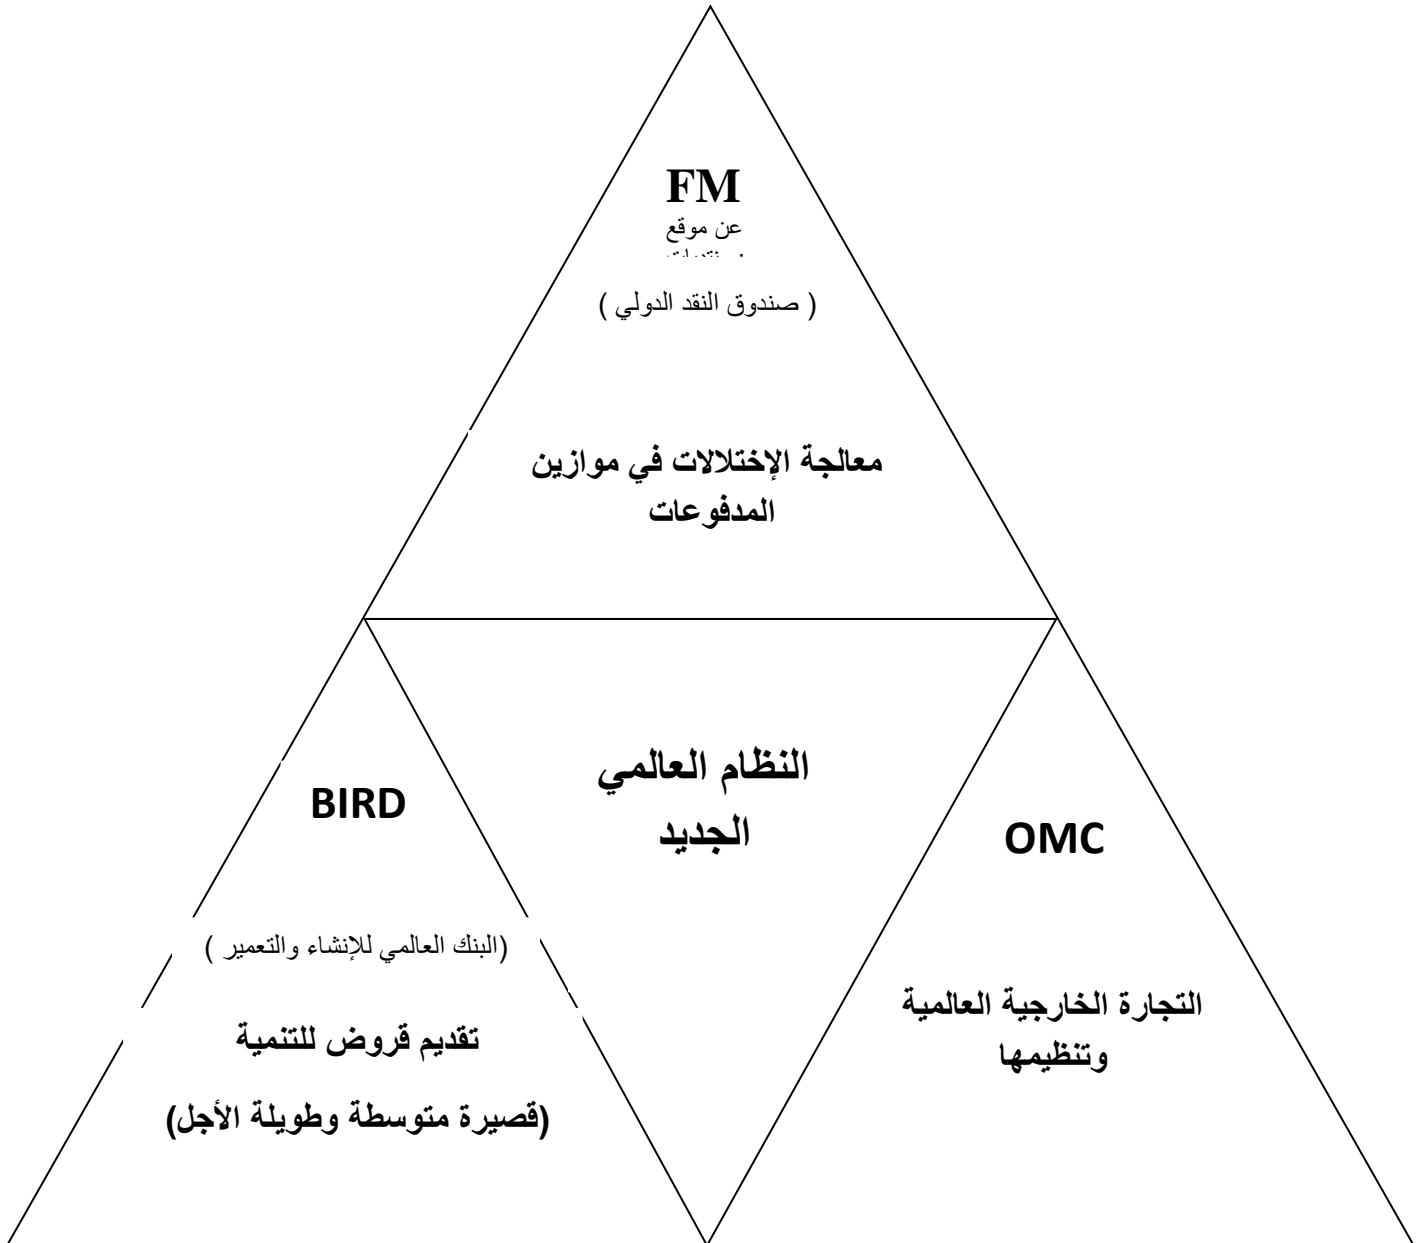 FM
عن موقع
( صندوق النقد الدولي )
معالجة الإختلالات في موازين
المدفوعات
النظام العالمي
الجديد
BIRD
(البنك العالمي للإنشاء والتعمير )
تقديم قروض للتنمية
(قصيرة متوسطة وطويلة الأجل)
OMC
التجارة الخارجية العالمية
وتنظيمها